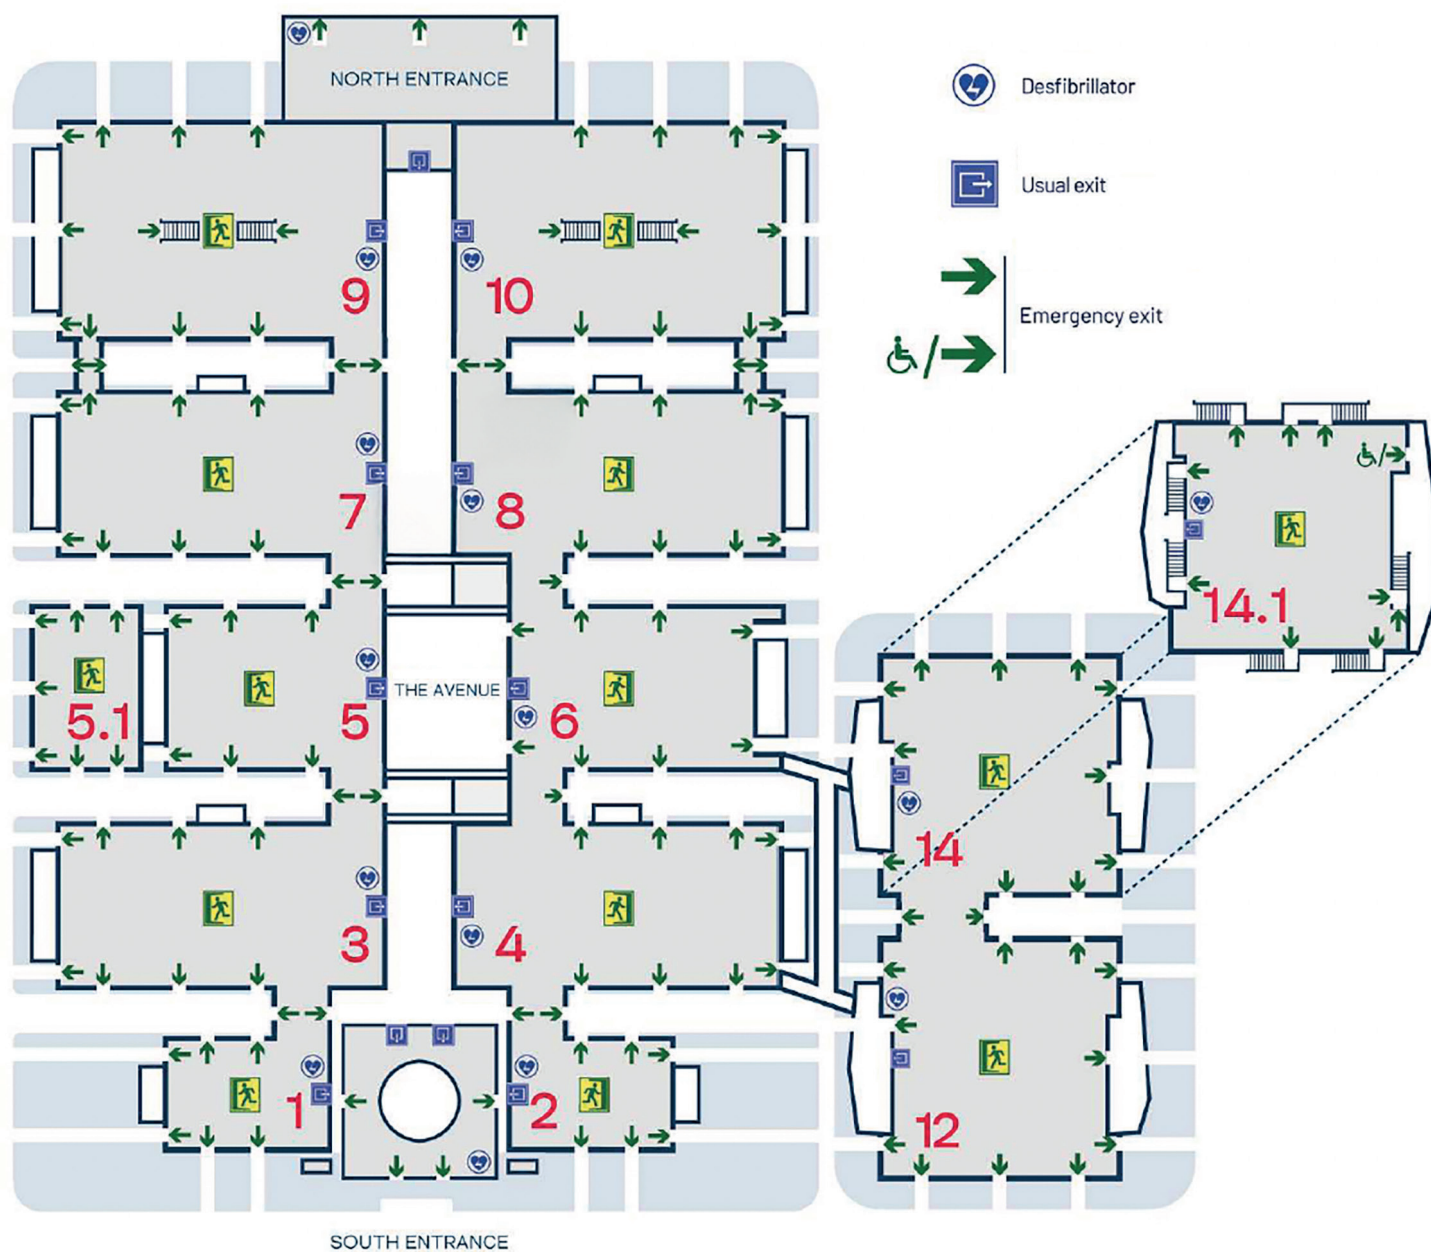 NORTH ENTRANCE
Desfibrillator
Usual exit
Emergency exit
/
9
10
7
8
/
14.1
5.1
5
THE AVENUE
6
14
3
4
1
2
12
SOUTH ENTRANCE